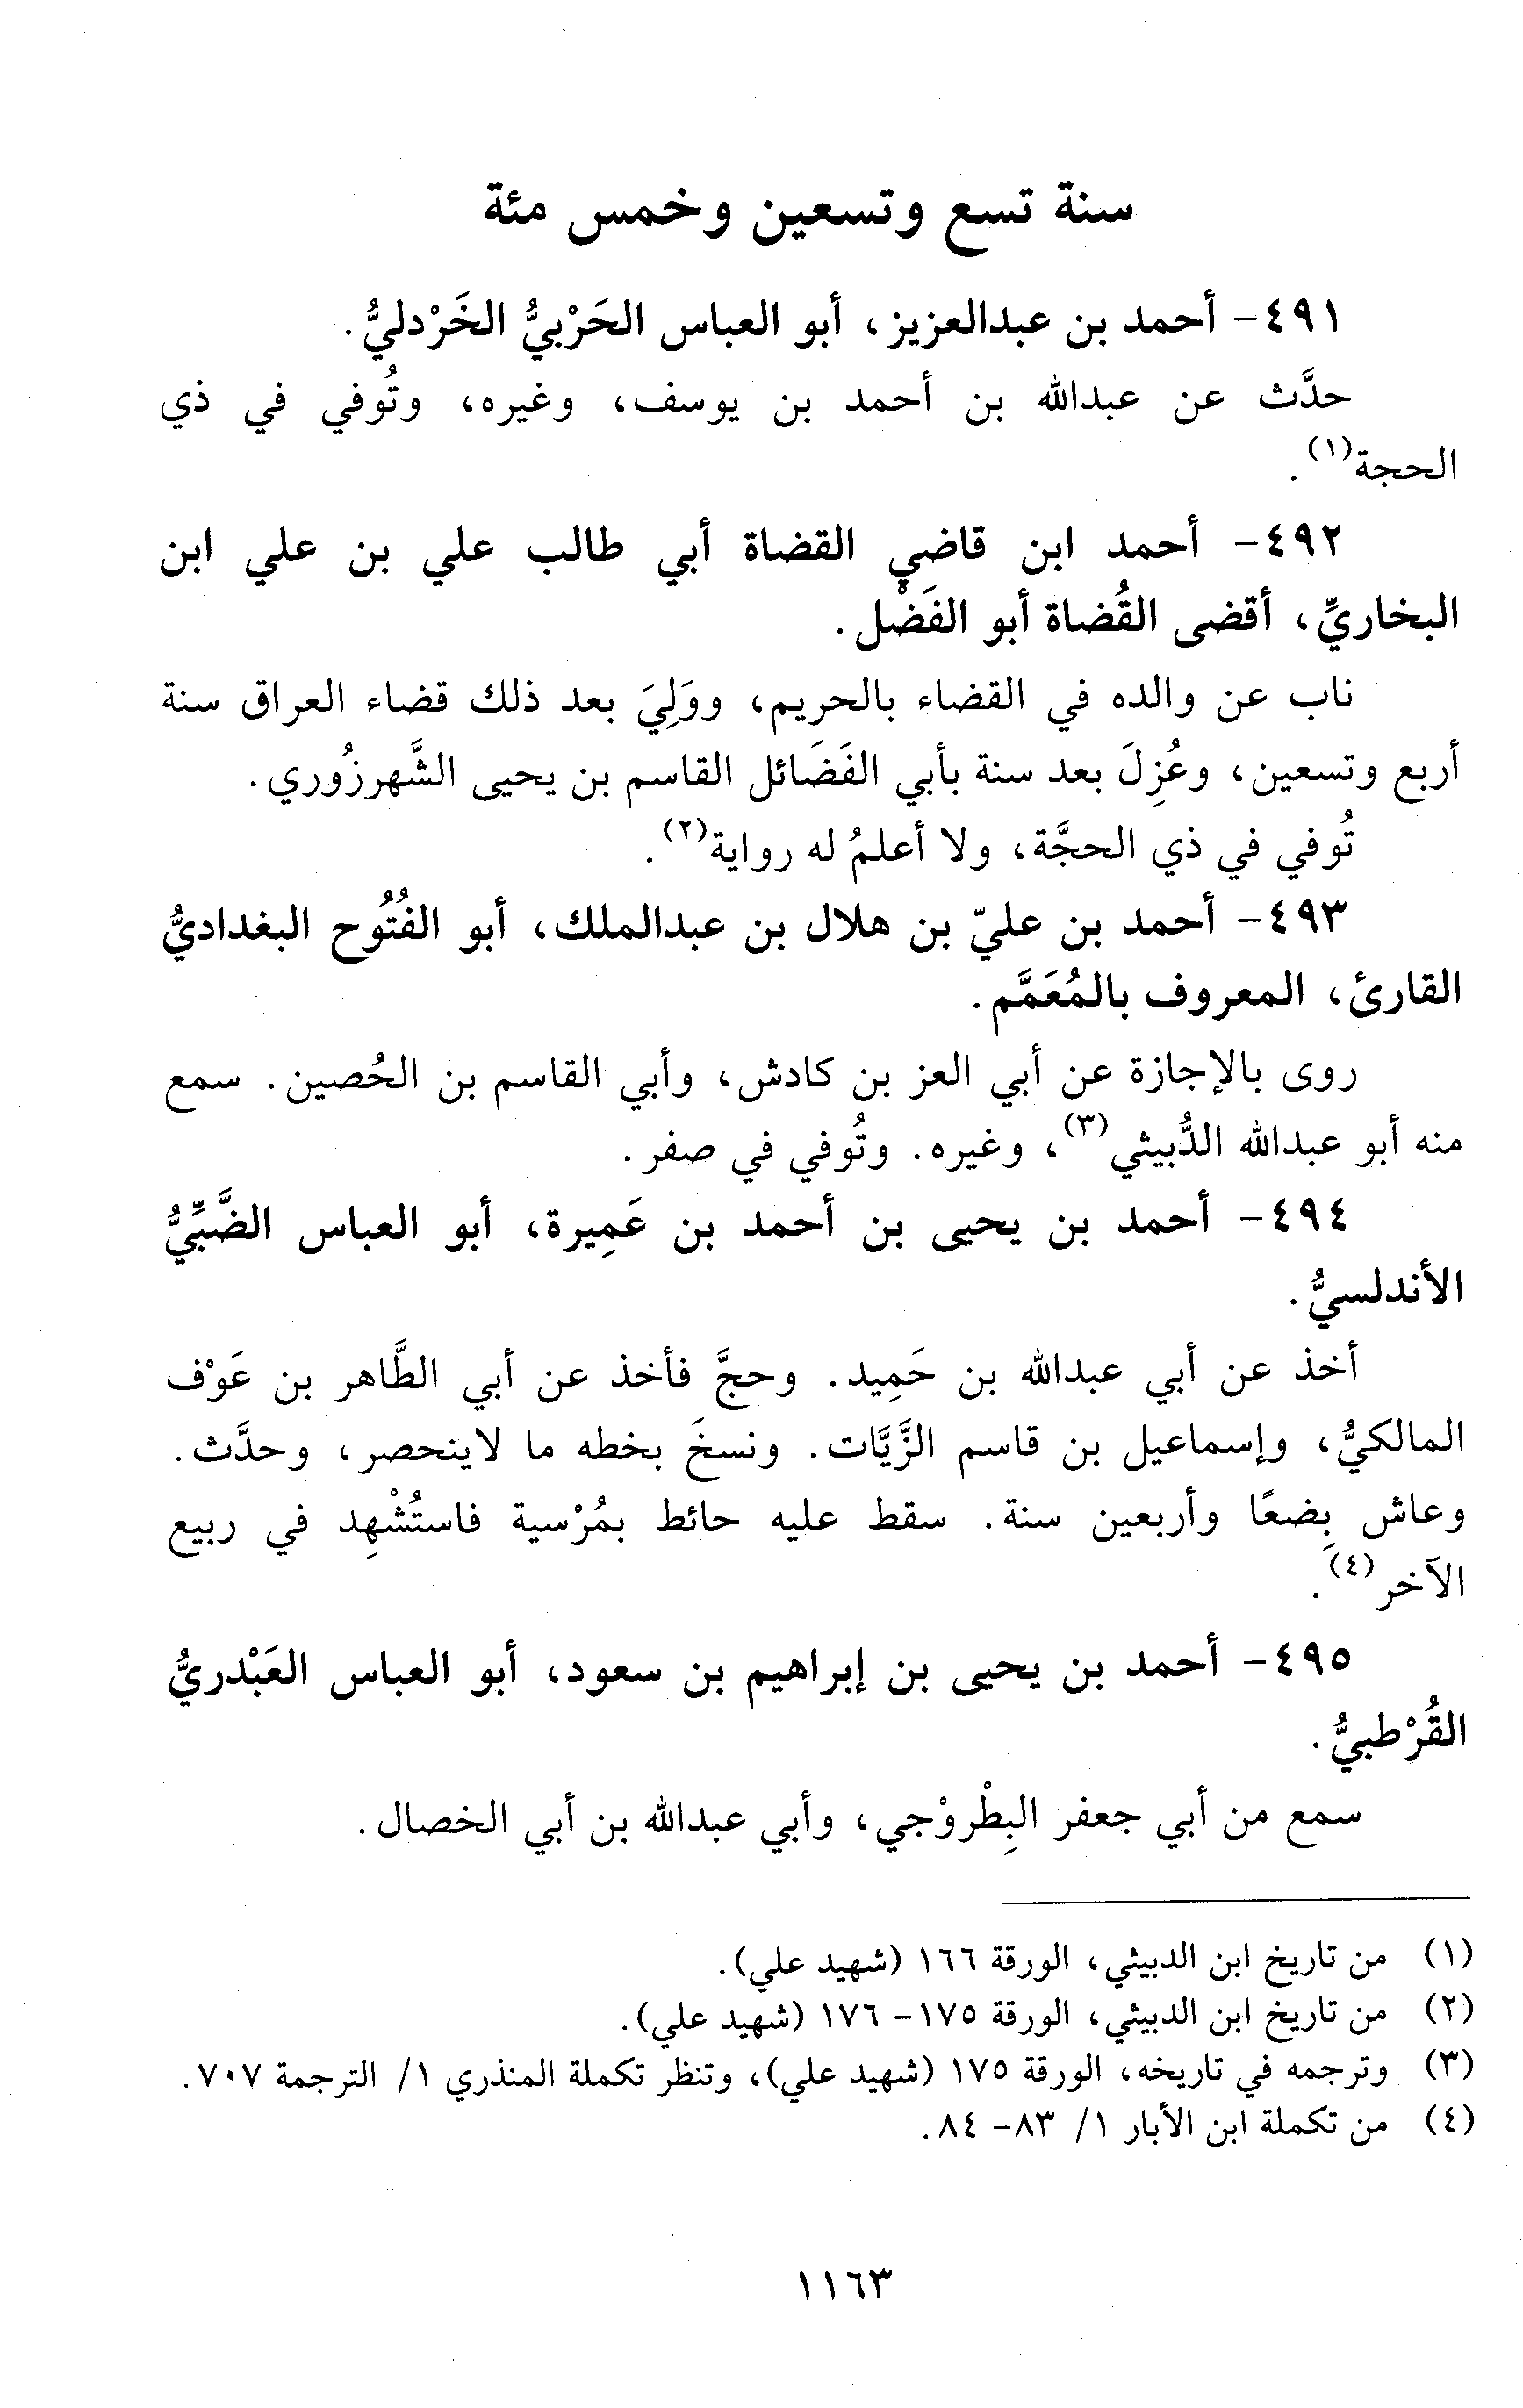 سنة تسع وتسعين وخمس مئة
٤٩١- أحمد بن عبدالعزيز، أبو العباس الحَرْبيُّ الخَرْدليُّ.
حدَّث عن عبدالله بن أحمد بن يوسف، وغيره، وتُوفي في ذي
الحجة(١).
٤٩٢- أحمد ابن قاضي القضاة أبي طالب علي بن علي ابن
البخاريِّ، أقضى القُضاة أبو الفَضْل.
ناب عن والده في القضاء بالحريم، ووَلِيَ بعد ذلك قضاء العراق سنة
أربع وتسعين، وعُزِلَ بعد سنة بأبي الفَضَائل القاسم بن يحيى الشَّهرزُوري.
تُوفي في ذي الحجَّة، ولا أعلمُ له رواية(٢).
٤٩٣- أحمد بن عليّ بن هلال بن عبدالملك، أبو الفُتُوح البغداديُّ
القارئ، المعروف بالمُعَمَّم.
روى بالإجازة عن أبي العز بن كادش، وأبي القاسم بن الحُصين. سمع
منه أبو عبدالله الدُّبيثي(٣)، وغيره. وتُوفي في صفر.
٤٩٤- أحمد بن يحيى بن أحمد بن عَمِيرة، أبو العباس الضَّبِّيُّ
الأندلسيُّ.
أخذ عن أبي عبدالله بن حَمِيد. وحجَّ فأخذ عن أبي الطَّاهر بن عَوْف
المالكيُّ، وإسماعيل بن قاسم الزَّيَّات. ونسخَ بخطه ما لاينحصر، وحدَّث.
وعاش بِضعًا وأربعين سنة. سقط عليه حائط بمُرْسية فاستُشْهِد في ربيع
الآخر(٤).
٤٩٥- أحمد بن يحيى بن إبراهيم بن سعود، أبو العباس العَبْدريُّ
القُرْطبيُّ.
سمع من أبي جعفر البِطْروْجي، وأبي عبدالله بن أبي الخصال.
(١) من تاريخ ابن الدبيثي، الورقة ١٦٦ (شهيد علي).
(٢) من تاريخ ابن الدبيثي، الورقة ١٧٥- ١٧٦ (شهيد علي).
(٣) وترجمه في تاريخه، الورقة ١٧٥ (شهيد علي)، وتنظر تكملة المنذري ١/ الترجمة ٧٠٧.
(٤) من تكملة ابن الأبار ١/ ٨٣- ٨٤.
١١٦٣